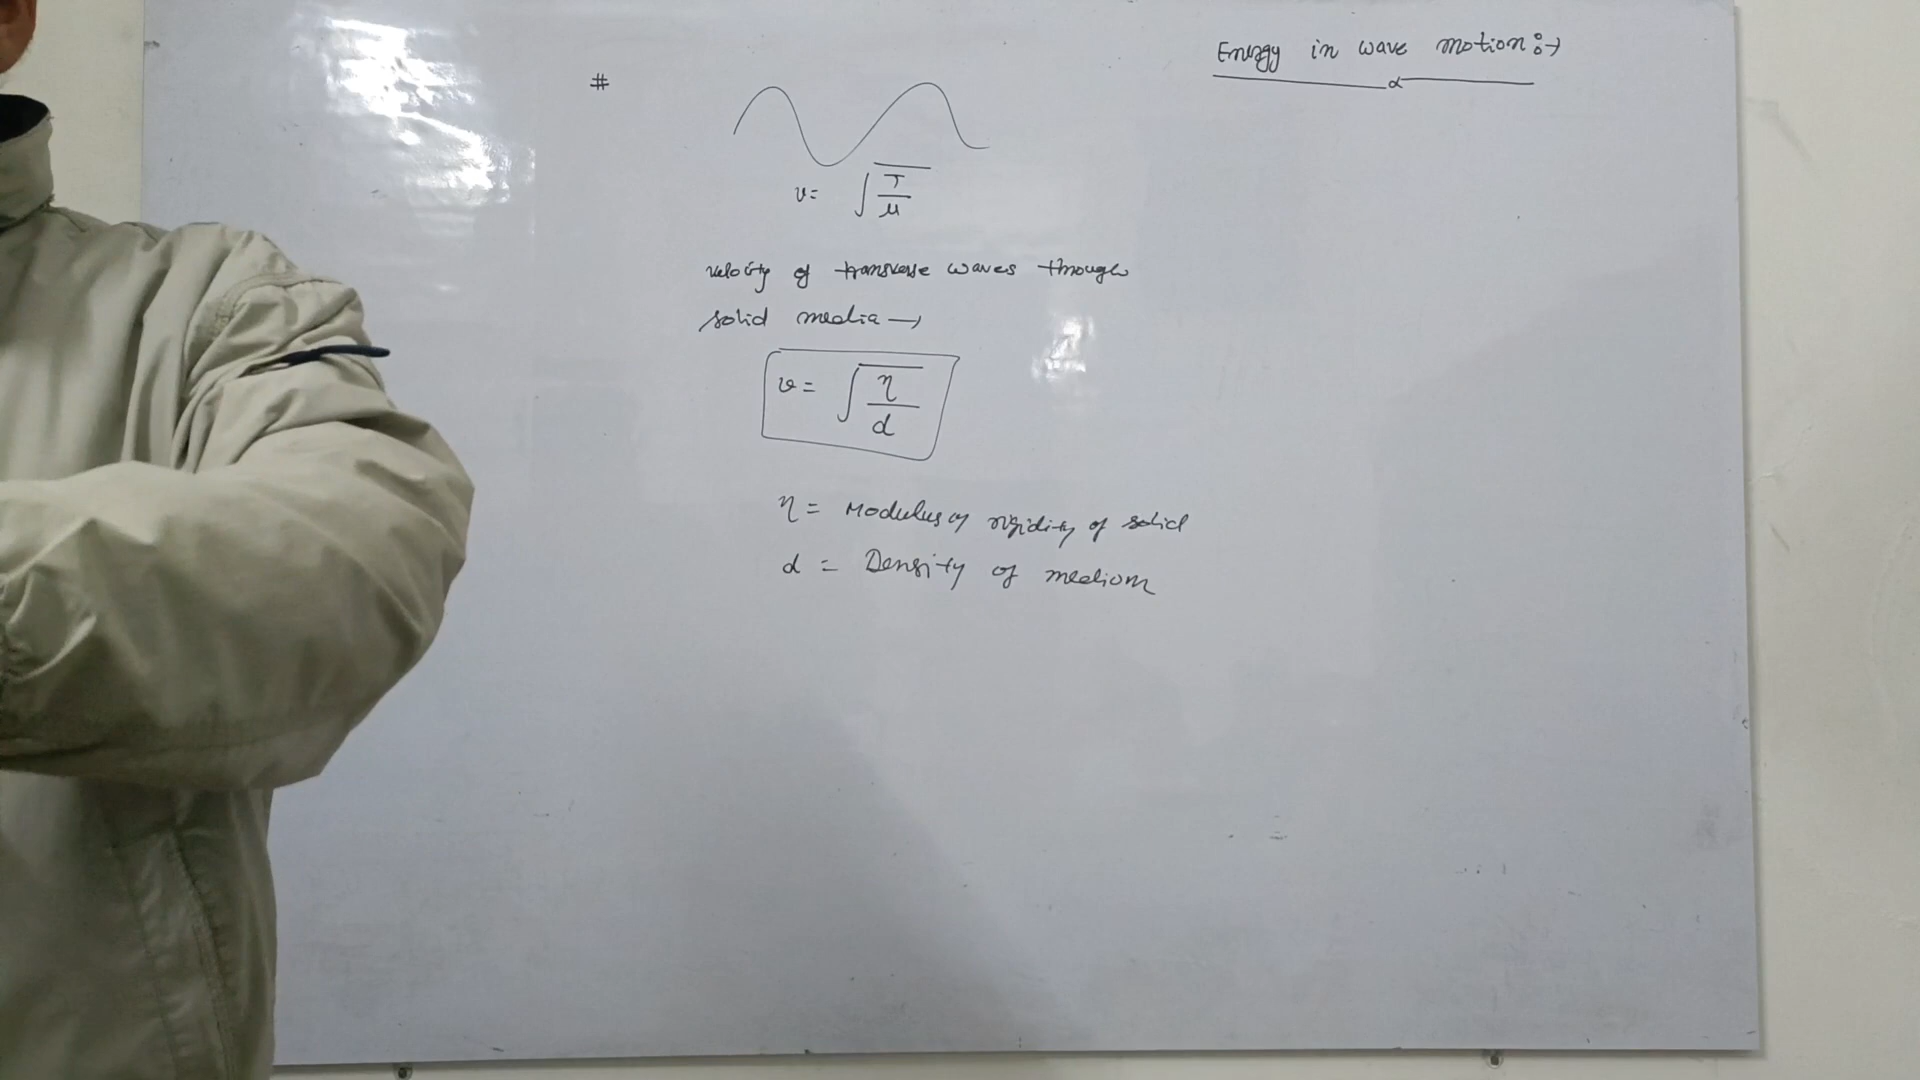 #
v = √(T/μ)
velocity of transverse waves through
solid media →
v = √(η/d)
η = Modulus of rigidity of solid
d = Density of medium
Energy in wave motion :→